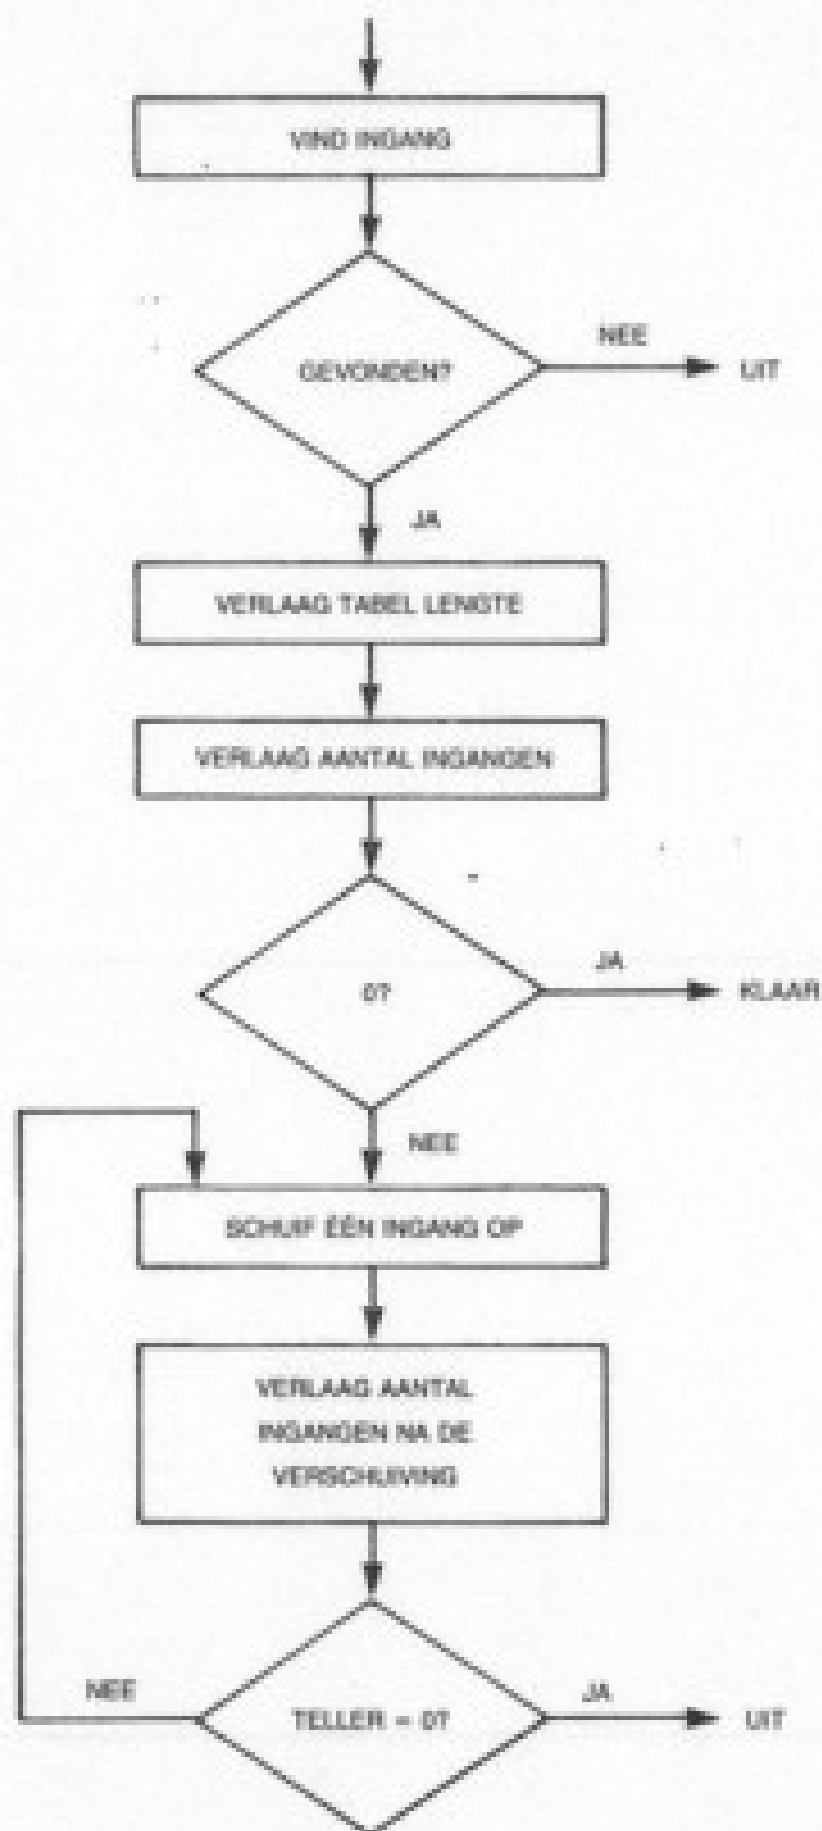 VIND INGANG
GEVONDEN?
NEE
UIT
JA
VERLAAG TABEL LENGTE
VERLAAG AANTAL INGANGEN
0?
JA
KLAAR
NEE
SCHUIF ÉÉN INGANG OP
VERLAAG AANTAL
INGANGEN NA DE
VERSCHUIVING
NEE
TELLER = 0?
JA
UIT